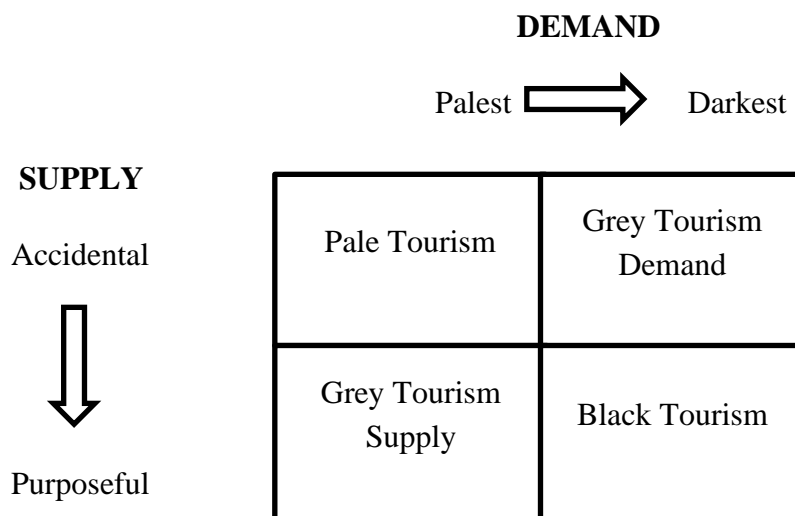 DEMAND
Palest
Darkest
SUPPLY
Accidental
Pale Tourism
Grey Tourism
Demand
Grey Tourism
Supply
Black Tourism
Purposeful